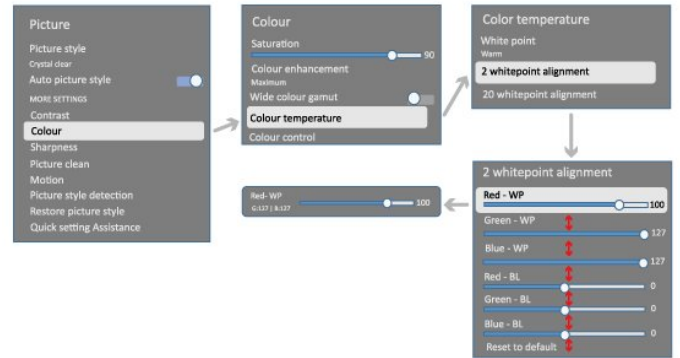 Picture
Picture style
Crystal clear
Auto picture style
MORE SETTINGS
Contrast
Colour
Sharpness
Picture clean
Motion
Picture style detection
Restore picture style
Quick setting Assistance
Colour
Saturation
90
Colour enhancement
Maximum
Wide colour gamut
Colour temperature
Colour control
Color temperature
White point
Warm
2 whitepoint alignment
20 whitepoint alignment
2 whitepoint alignment
Red - WP
100
Green - WP
127
Blue - WP
127
Red - BL
0
Green - BL
0
Blue - BL
0
Reset to default
Red- WP
G:127 | B:127
100